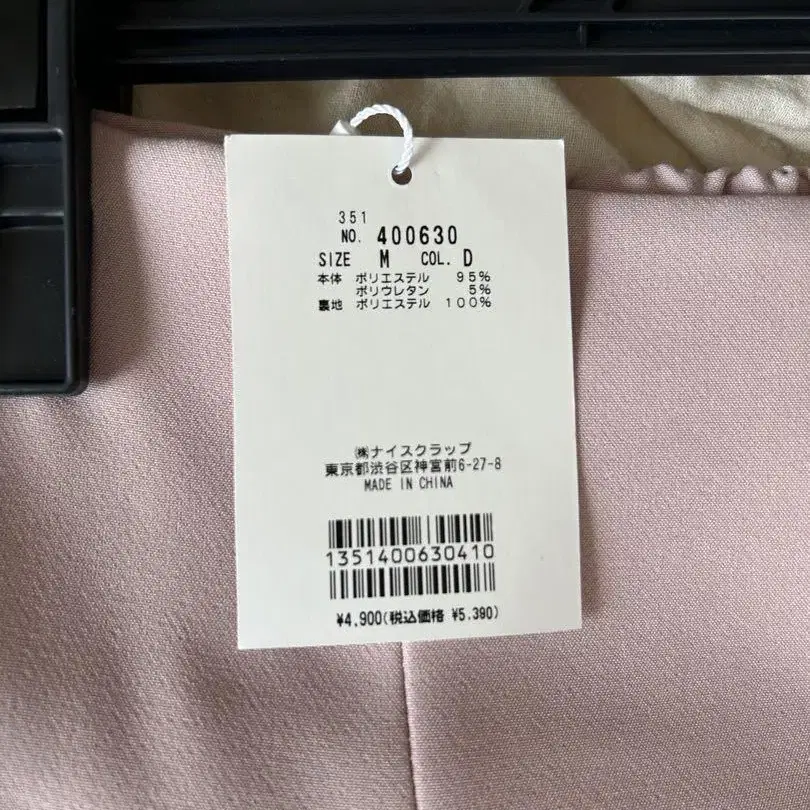 351
NO. 400630
SIZE M COL. D
本体 ポリエステル 95%
ポリウレタン 5%
裏地 ポリエステル 100%
㈱ナイスクラップ
東京都渋谷区神宮前6-27-8
MADE IN CHINA
1351400630410
¥4,900(税込価格 ¥5,390)